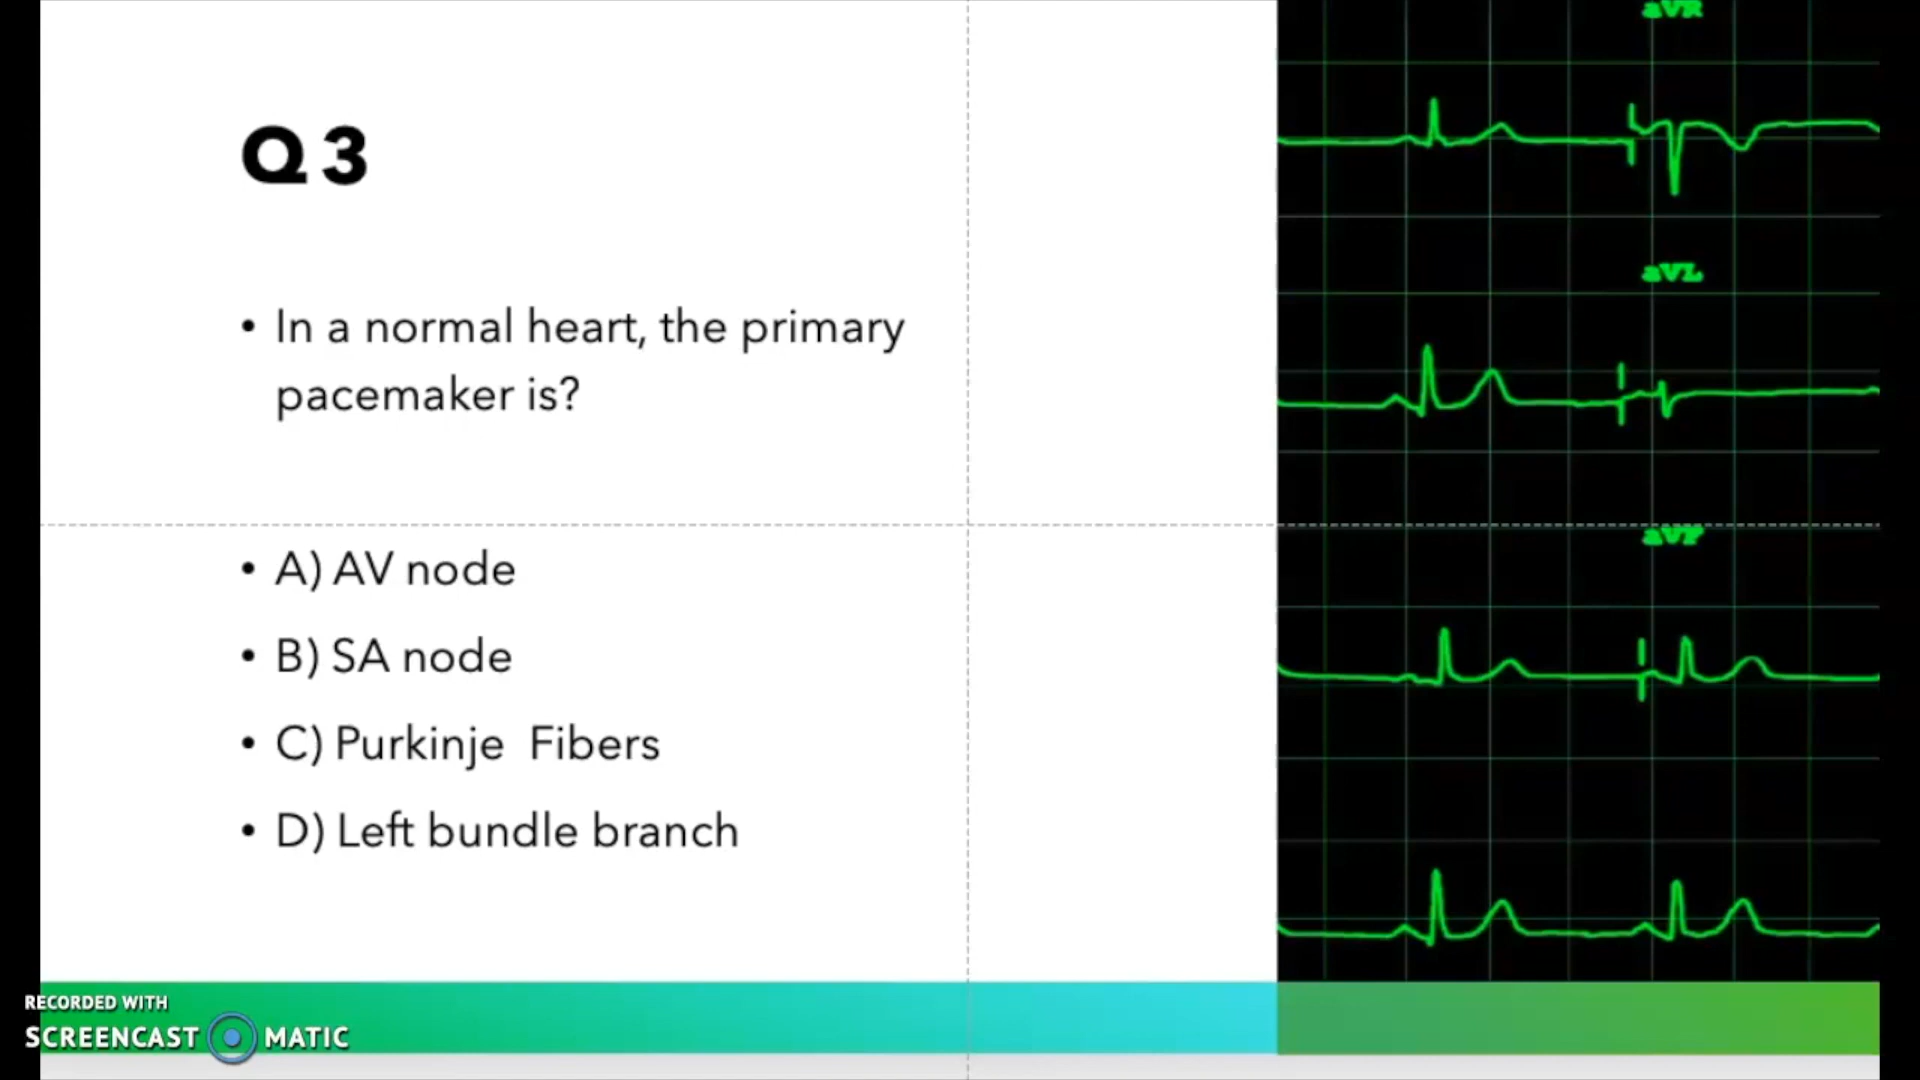 Q3
• In a normal heart, the primary
pacemaker is?
• A) AV node
• B) SA node
• C) Purkinje Fibers
• D) Left bundle branch
aVR
aVL
aVF
RECORDED WITH
SCREENCAST MATIC